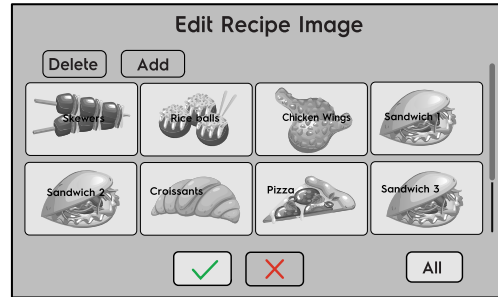 Edit Recipe Image
Delete Add
Skewers Rice balls Chicken Wings Sandwich 1
Sandwich 2 Croissants Pizza Sandwich 3
All